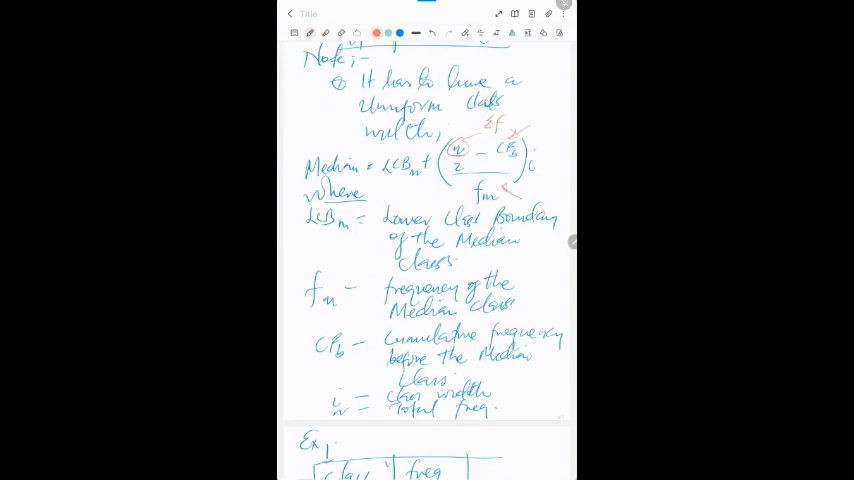 Title
Note:-
It has to have a
Uniform class
width,
Σf
Median = LCBm + (n/2 - CFb / fm) i
Where
LCBm = Lower Class Boundary
of the Median
Class.
fm - frequency of the
Median Class
CFb - Cumulative frequency
before the Median
Class
i = Class width
n = Total freq.
Ex 1.
class freq